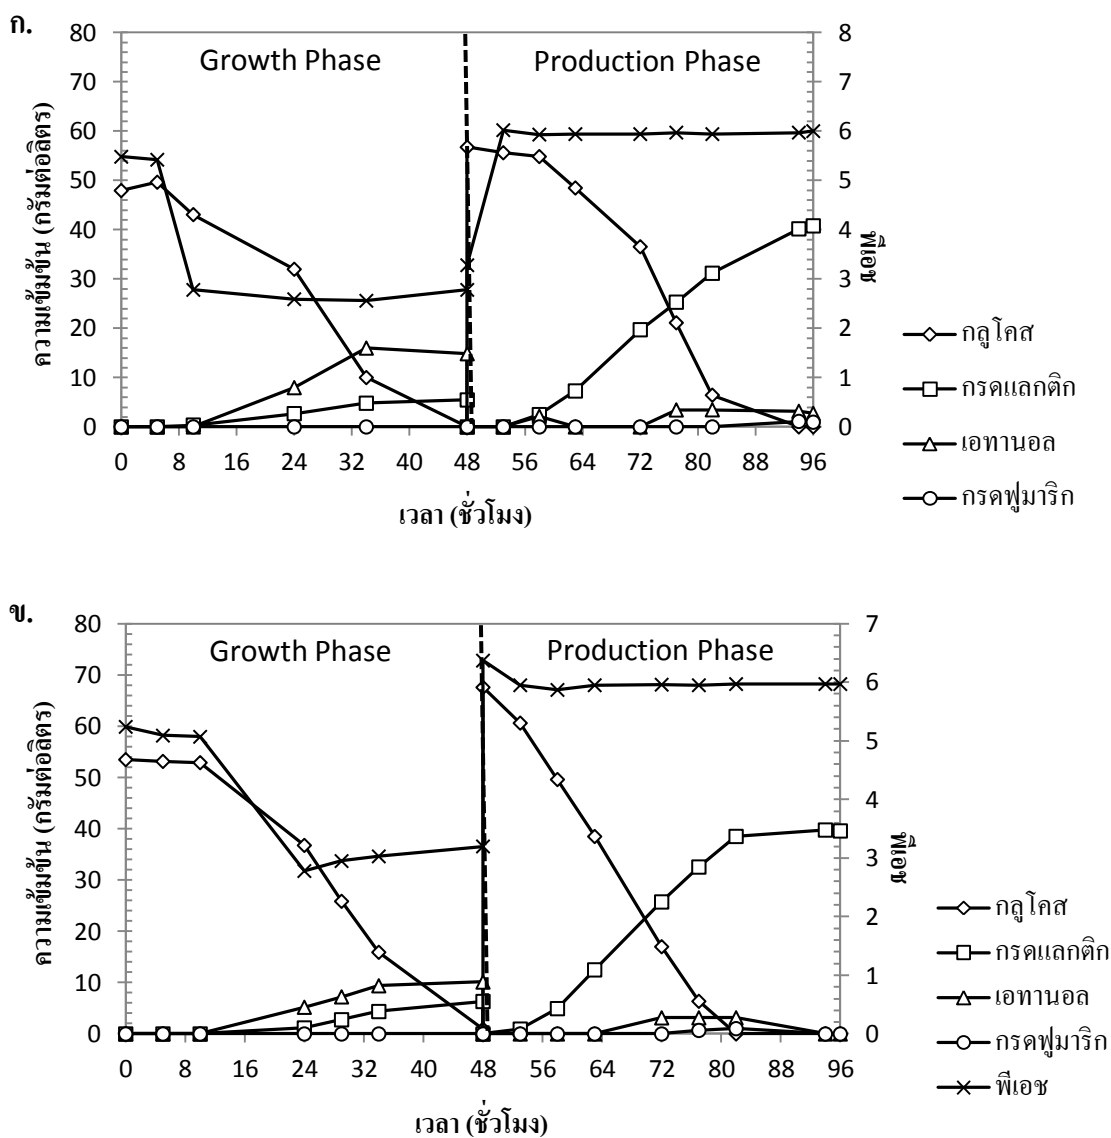 ก.
Growth Phase
Production Phase
80
70
60
50
40
30
20
10
0
8
7
6
5
4
3
2
1
0
ความเข้มข้น (กรัมต่อลิตร)
พีเอช
0 8 16 24 32 40 48 56 64 72 80 88 96
เวลา (ชั่วโมง)
กลูโคส
กรดแลกติก
เอทานอล
กรดฟูมาริก
ข.
Growth Phase
Production Phase
80
70
60
50
40
30
20
10
0
7
6
5
4
3
2
1
0
ความเข้มข้น (กรัมต่อลิตร)
พีเอช
0 8 16 24 32 40 48 56 64 72 80 88 96
เวลา (ชั่วโมง)
กลูโคส
กรดแลกติก
เอทานอล
กรดฟูมาริก
พีเอช